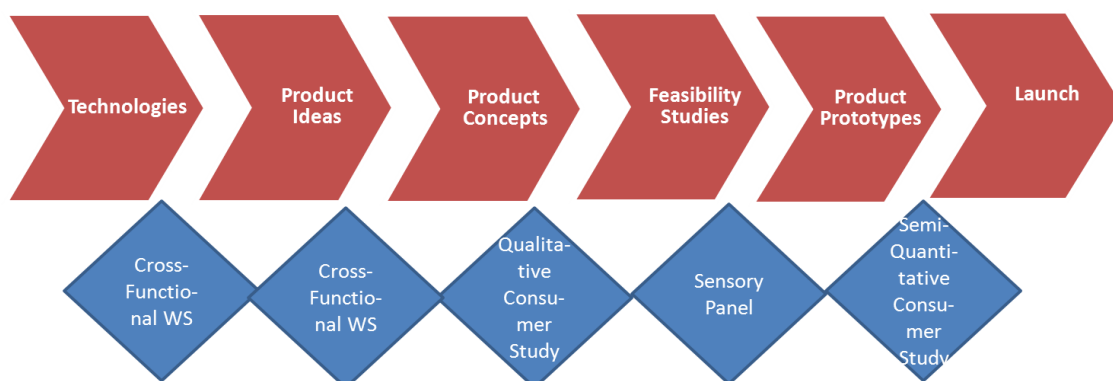 Technologies
Product
Ideas
Product
Concepts
Feasibility
Studies
Product
Prototypes
Launch
Cross-
Functio-
nal WS
Cross-
Functio-
nal WS
Qualita-
tive
Consu-
mer
Study
Sensory
Panel
Semi-
Quanti-
tative
Consu-
mer
Study